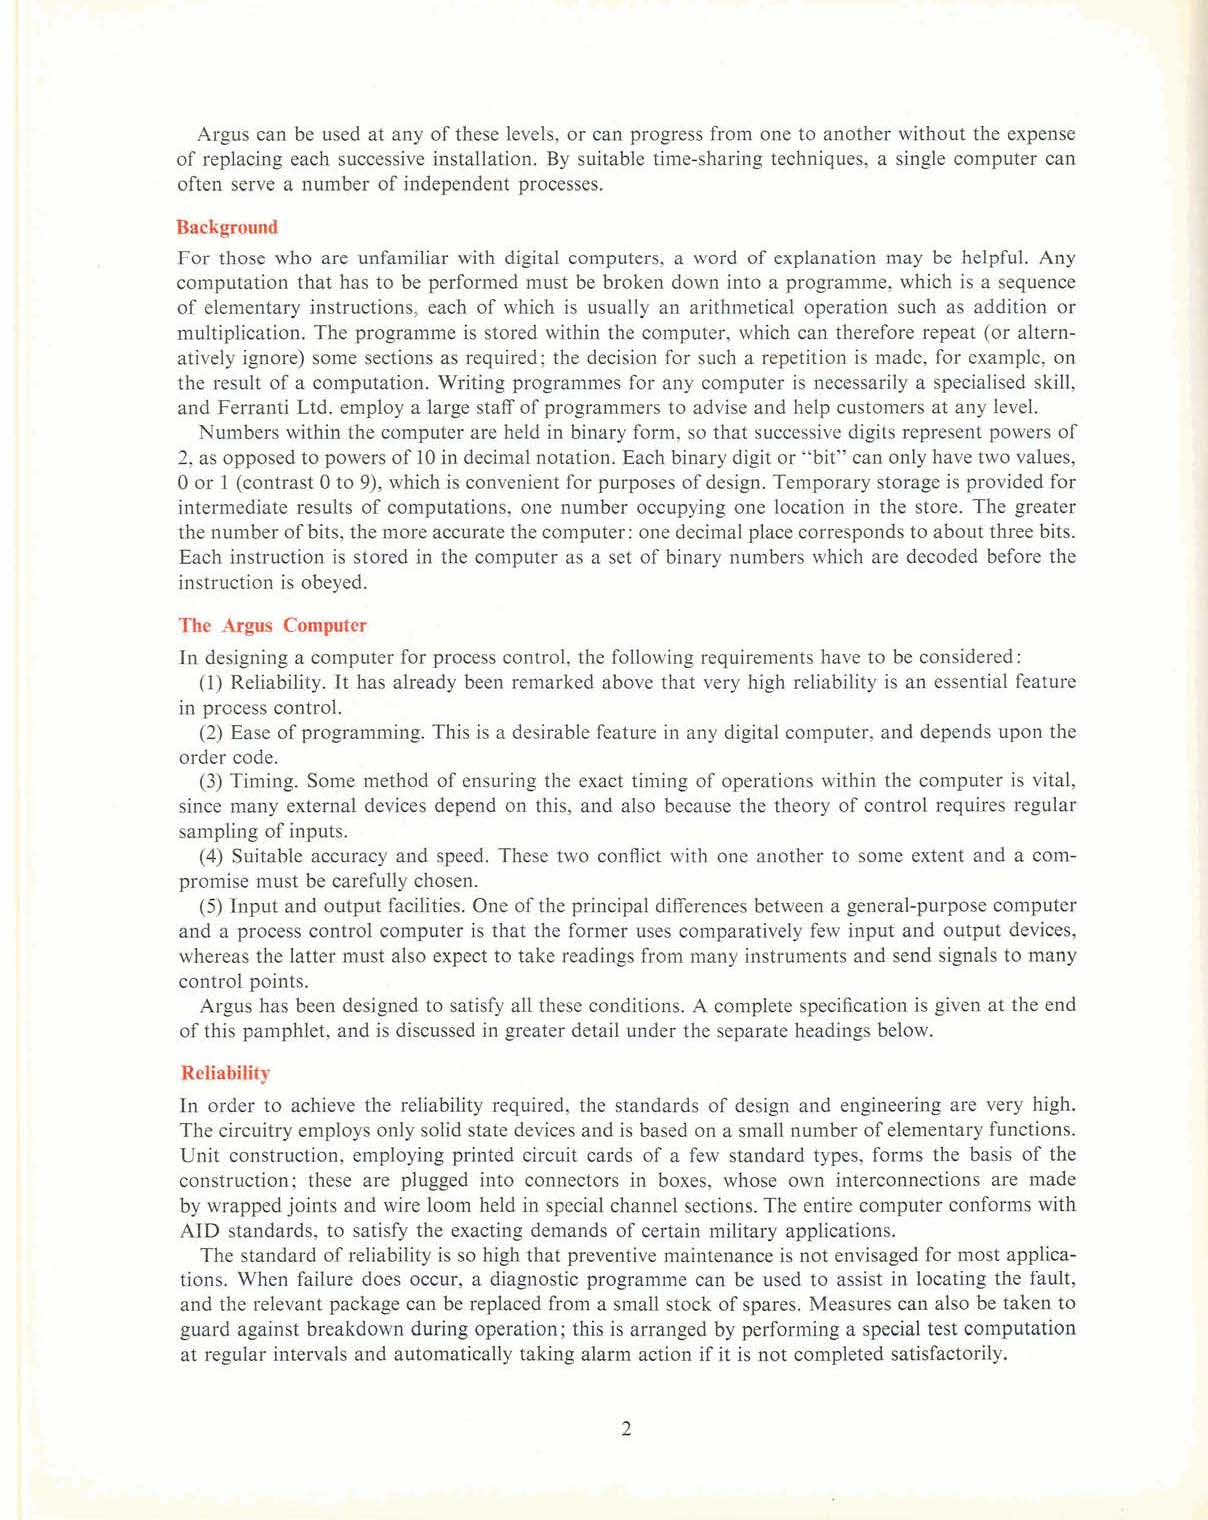 Argus can be used at any of these levels, or can progress from one to another without the expense
of replacing each successive installation. By suitable time-sharing techniques, a single computer can
often serve a number of independent processes.
Background
For those who are unfamiliar with digital computers, a word of explanation may be helpful. Any
computation that has to be performed must be broken down into a programme, which is a sequence
of elementary instructions, each of which is usually an arithmetical operation such as addition or
multiplication. The programme is stored within the computer, which can therefore repeat (or altern-
atively ignore) some sections as required; the decision for such a repetition is made, for example, on
the result of a computation. Writing programmes for any computer is necessarily a specialised skill,
and Ferranti Ltd. employ a large staff of programmers to advise and help customers at any level.
Numbers within the computer are held in binary form, so that successive digits represent powers of
2, as opposed to powers of 10 in decimal notation. Each binary digit or “bit” can only have two values,
0 or 1 (contrast 0 to 9), which is convenient for purposes of design. Temporary storage is provided for
intermediate results of computations, one number occupying one location in the store. The greater
the number of bits, the more accurate the computer: one decimal place corresponds to about three bits.
Each instruction is stored in the computer as a set of binary numbers which are decoded before the
instruction is obeyed.
The Argus Computer
In designing a computer for process control, the following requirements have to be considered:
(1) Reliability. It has already been remarked above that very high reliability is an essential feature
in process control.
(2) Ease of programming. This is a desirable feature in any digital computer, and depends upon the
order code.
(3) Timing. Some method of ensuring the exact timing of operations within the computer is vital,
since many external devices depend on this, and also because the theory of control requires regular
sampling of inputs.
(4) Suitable accuracy and speed. These two conflict with one another to some extent and a com-
promise must be carefully chosen.
(5) Input and output facilities. One of the principal differences between a general-purpose computer
and a process control computer is that the former uses comparatively few input and output devices,
whereas the latter must also expect to take readings from many instruments and send signals to many
control points.
Argus has been designed to satisfy all these conditions. A complete specification is given at the end
of this pamphlet, and is discussed in greater detail under the separate headings below.
Reliability
In order to achieve the reliability required, the standards of design and engineering are very high.
The circuitry employs only solid state devices and is based on a small number of elementary functions.
Unit construction, employing printed circuit cards of a few standard types, forms the basis of the
construction; these are plugged into connectors in boxes, whose own interconnections are made
by wrapped joints and wire loom held in special channel sections. The entire computer conforms with
AID standards, to satisfy the exacting demands of certain military applications.
The standard of reliability is so high that preventive maintenance is not envisaged for most applica-
tions. When failure does occur, a diagnostic programme can be used to assist in locating the fault,
and the relevant package can be replaced from a small stock of spares. Measures can also be taken to
guard against breakdown during operation; this is arranged by performing a special test computation
at regular intervals and automatically taking alarm action if it is not completed satisfactorily.
2